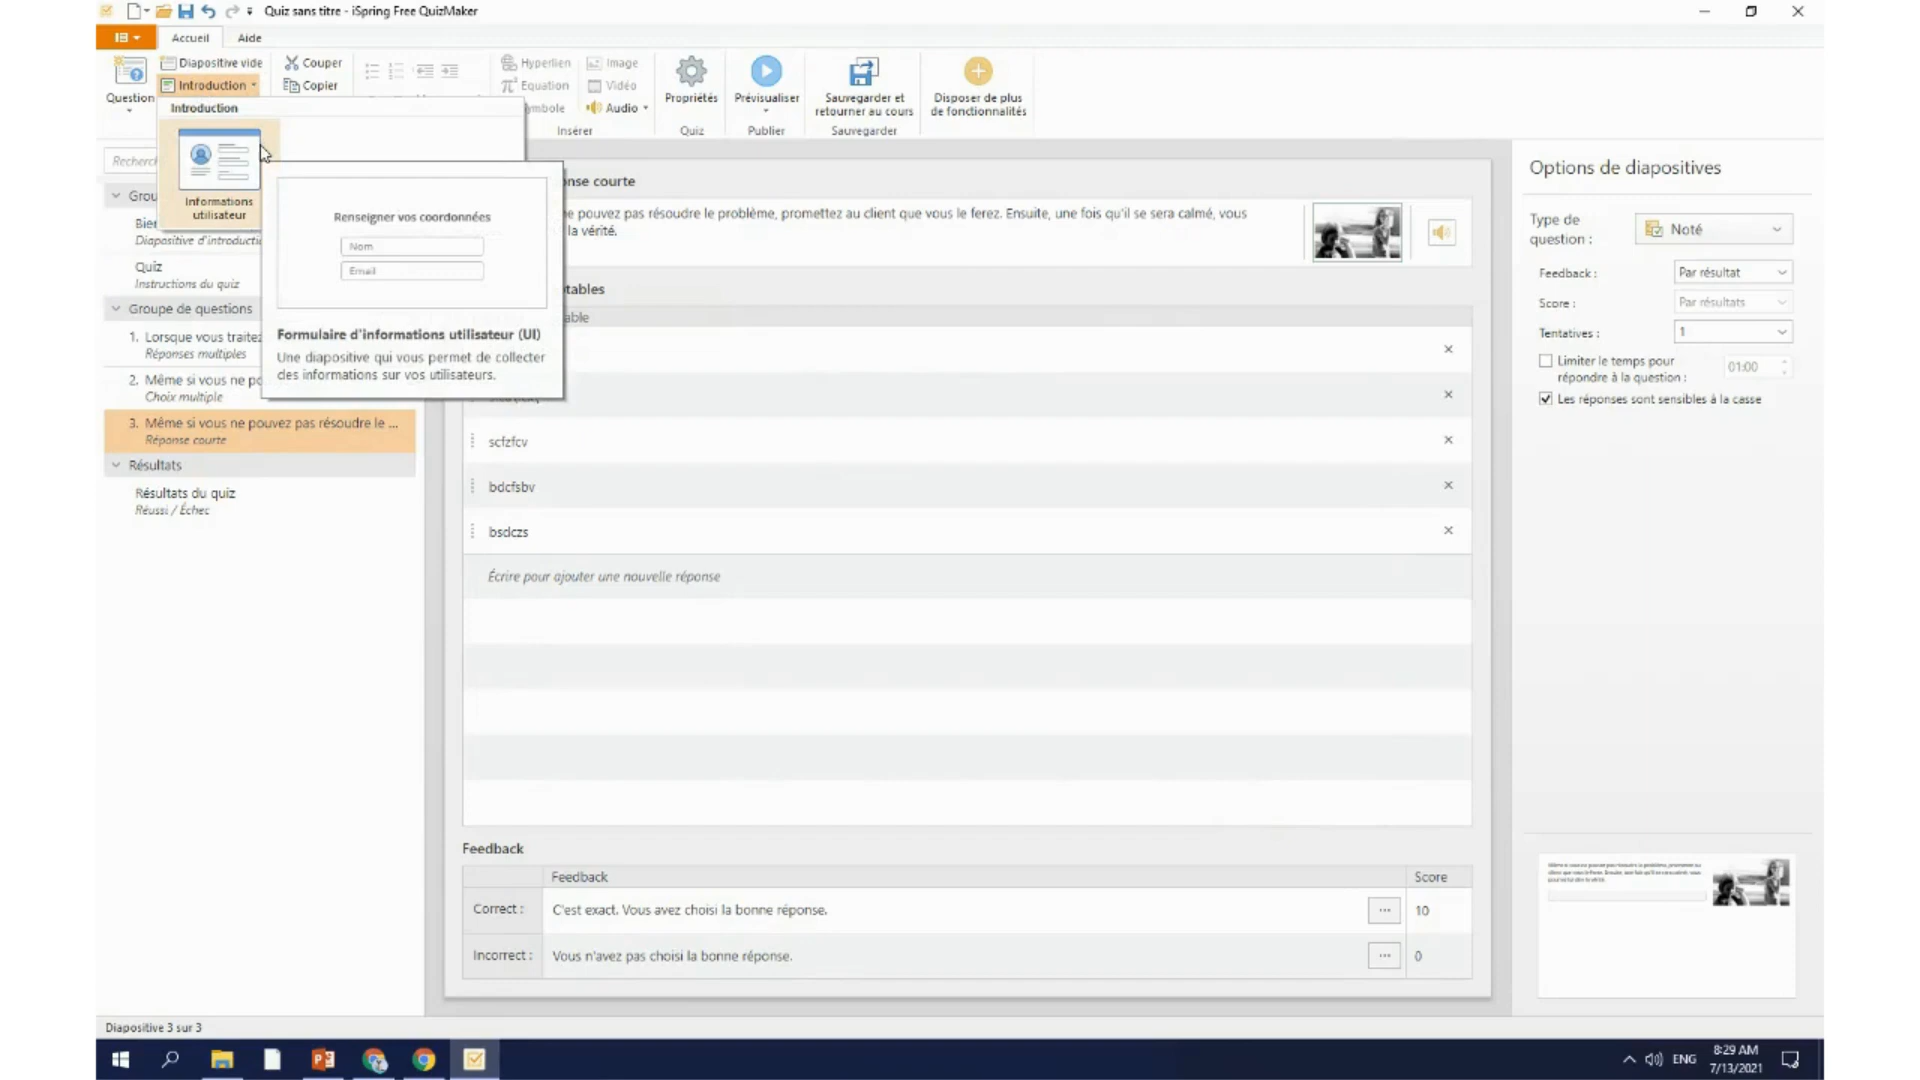 Quiz sans titre - iSpring Free QuizMaker
Accueil
Aide
Question
Diapositive vide
Introduction
Couper
Copier
Hyperlien
Equation
mbole
Image
Vidéo
Audio
Insérer
Propriétés
Quiz
Prévisualiser
Publier
Sauvegarder et
retourner au cours
Sauvegarder
Disposer de plus
de fonctionnalités
Introduction
Informations
utilisateur
Recherch
Grou
Bien
Diapositive d'introducti
Quiz
Instructions du quiz
Groupe de questions
1. Lorsque vous traitez
Réponses multiples
2. Même si vous ne po
Choix multiple
3. Même si vous ne pouvez pas résoudre le ...
Réponse courte
Résultats
Résultats du quiz
Réussi / Échec
Renseigner vos coordonnées
Nom
Email
Formulaire d'informations utilisateur (UI)
Une diapositive qui vous permet de collecter
des informations sur vos utilisateurs.
nse courte
e pouvez pas résoudre le problème, promettez au client que vous le ferez. Ensuite, une fois qu'il se sera calmé, vous
la vérité.
tables
able
scfzfcv
bdcfsbv
bsdczs
Écrire pour ajouter une nouvelle réponse
Feedback
Feedback
Score
Correct :
C'est exact. Vous avez choisi la bonne réponse.
...
10
Incorrect :
Vous n'avez pas choisi la bonne réponse.
...
0
Options de diapositives
Type de
question :
Noté
Feedback :
Par résultat
Score :
Par résultats
Tentatives :
1
Limiter le temps pour
répondre à la question :
01:00
Les réponses sont sensibles à la casse
Diapositive 3 sur 3
ENG
8:29 AM
7/13/2021